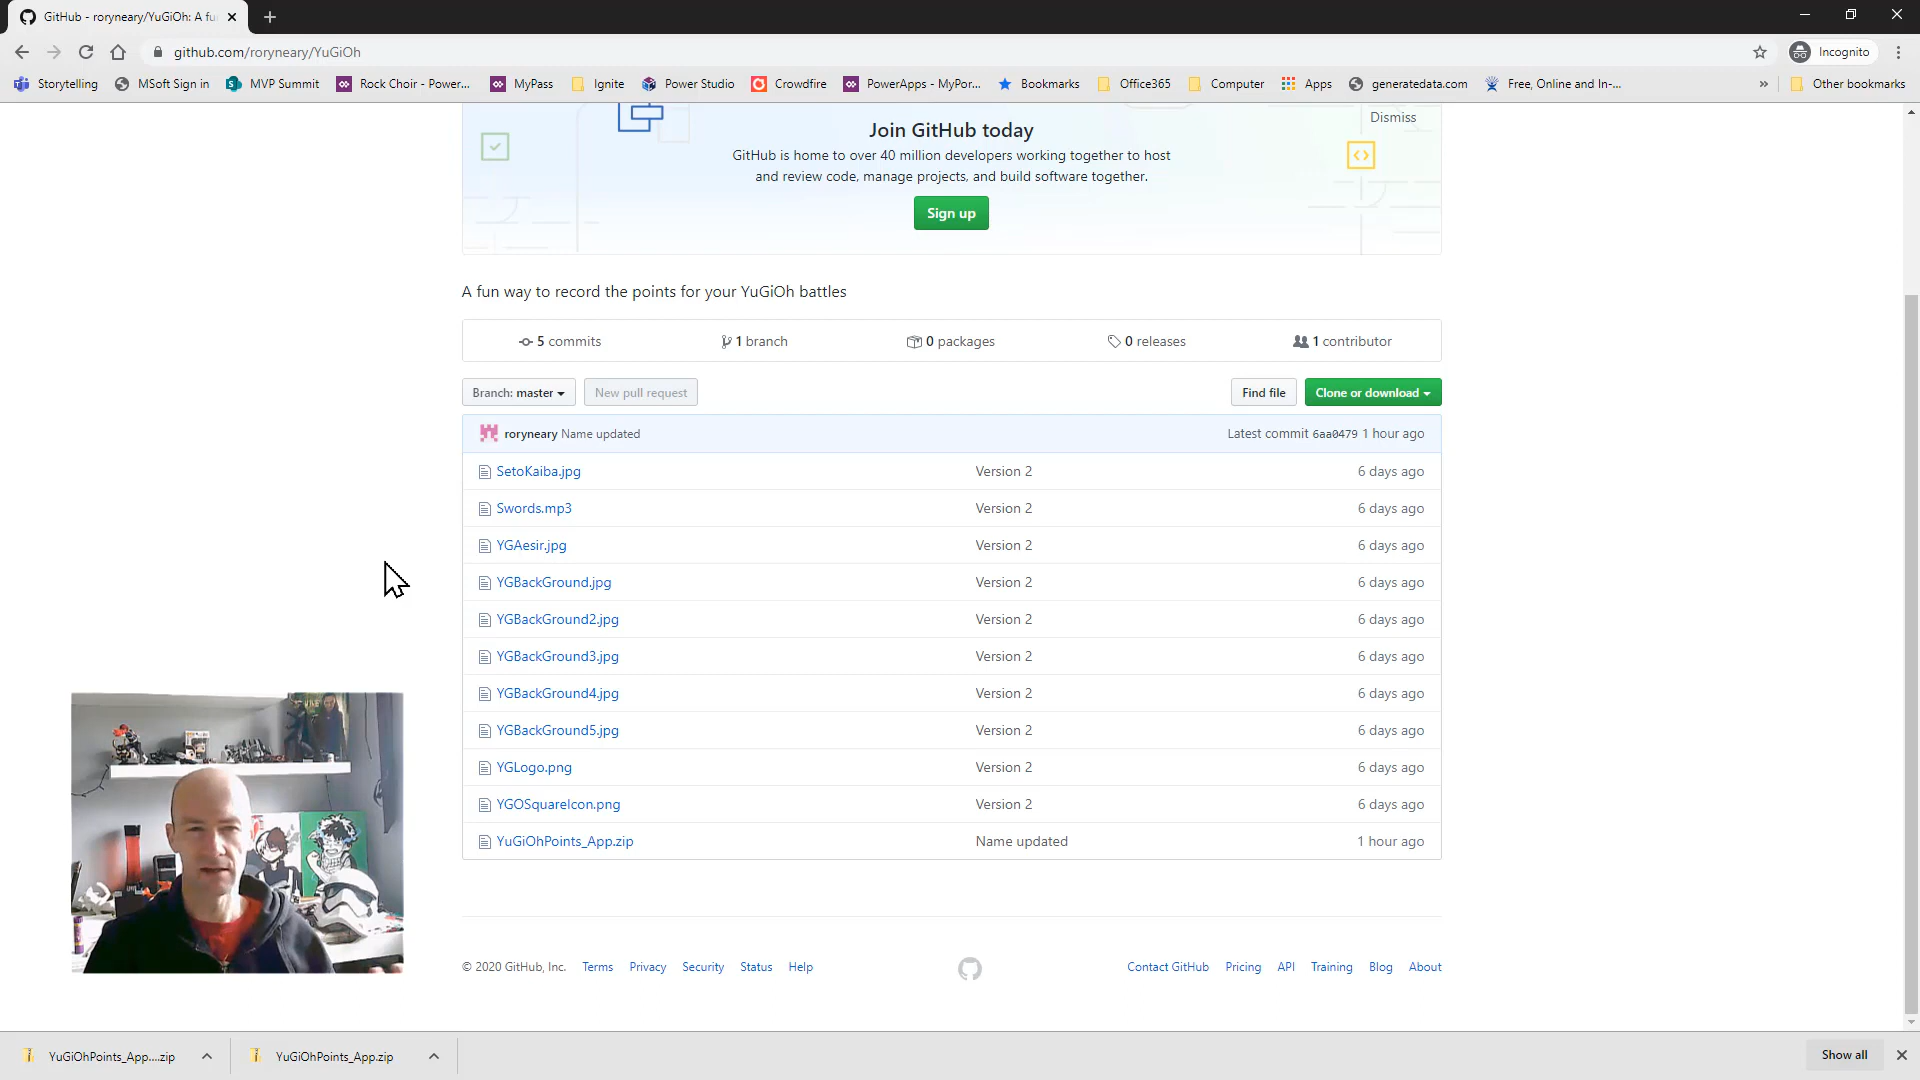 GitHub - roryneary/YuGiOh: A fu
github.com/roryneary/YuGiOh
Incognito
Storytelling
MSoft Sign in
MVP Summit
Rock Choir - Power...
MyPass
Ignite
Power Studio
Crowdfire
PowerApps - MyPor...
Bookmarks
Office365
Computer
Apps
generatedata.com
Free, Online and In-...
»
Other bookmarks
Join GitHub today
Dismiss
GitHub is home to over 40 million developers working together to host
and review code, manage projects, and build software together.
Sign up
A fun way to record the points for your YuGiOh battles
5 commits
1 branch
0 packages
0 releases
1 contributor
Branch: master
New pull request
Find file
Clone or download
roryneary Name updated
Latest commit 6aa0479 1 hour ago
SetoKaiba.jpg Version 2 6 days ago
Swords.mp3 Version 2 6 days ago
YGAesir.jpg Version 2 6 days ago
YGBackGround.jpg Version 2 6 days ago
YGBackGround2.jpg Version 2 6 days ago
YGBackGround3.jpg Version 2 6 days ago
YGBackGround4.jpg Version 2 6 days ago
YGBackGround5.jpg Version 2 6 days ago
YGLogo.png Version 2 6 days ago
YGOSquareIcon.png Version 2 6 days ago
YuGiOhPoints_App.zip Name updated 1 hour ago
© 2020 GitHub, Inc.
Terms
Privacy
Security
Status
Help
Contact GitHub
Pricing
API
Training
Blog
About
YuGiOhPoints_App....zip
YuGiOhPoints_App.zip
Show all